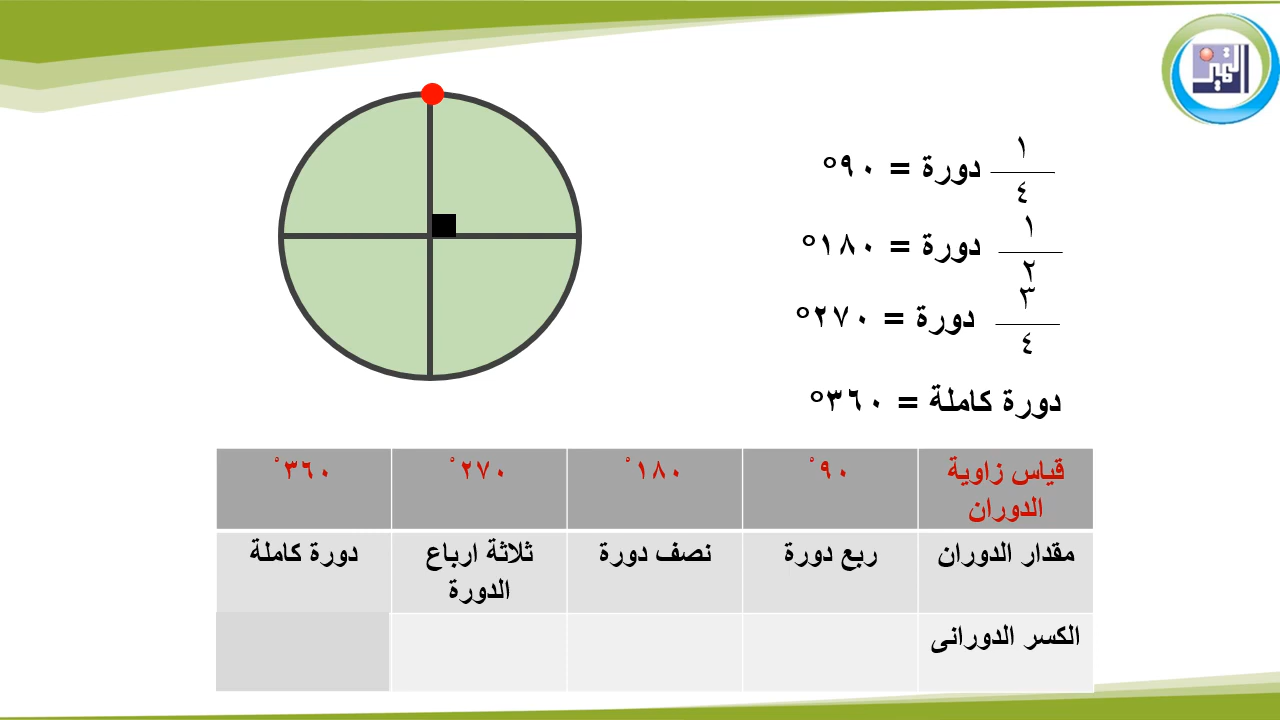 التميز
١/٤ دورة = ٩٠°
١/٢ دورة = ١٨٠°
٣/٤ دورة = ٢٧٠°
دورة كاملة = ٣٦٠°
قياس زاوية الدوران ٩٠ْ ١٨٠ْ ٢٧٠ْ ٣٦٠ْ
مقدار الدوران ربع دورة نصف دورة ثلاثة ارباع الدورة دورة كاملة
الكسر الدورانى